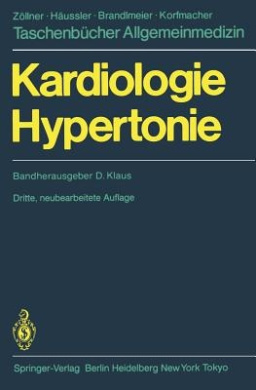 Zöllner Häussler Brandlmeier Korfmacher
Taschenbücher Allgemeinmedizin
Kardiologie
Hypertonie
Bandherausgeber D. Klaus
Dritte, neubearbeitete Auflage
Springer-Verlag Berlin Heidelberg New York Tokyo